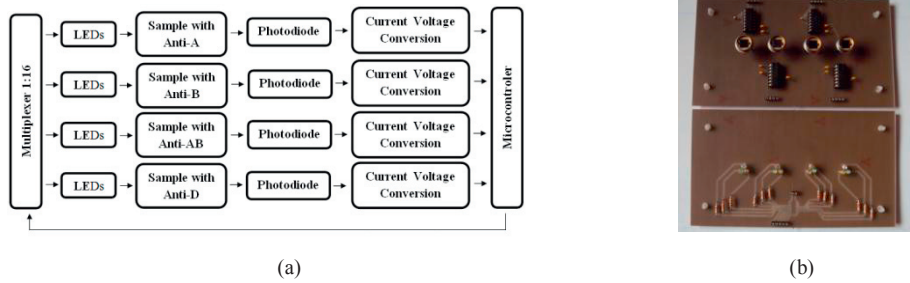 Multiplexer 1:16
LEDs
Sample with
Anti-A
Photodiode
Current Voltage
Conversion
LEDs
Sample with
Anti-B
Photodiode
Current Voltage
Conversion
LEDs
Sample with
Anti-AB
Photodiode
Current Voltage
Conversion
LEDs
Sample with
Anti-D
Photodiode
Current Voltage
Conversion
Microcontroler
(a)
(b)